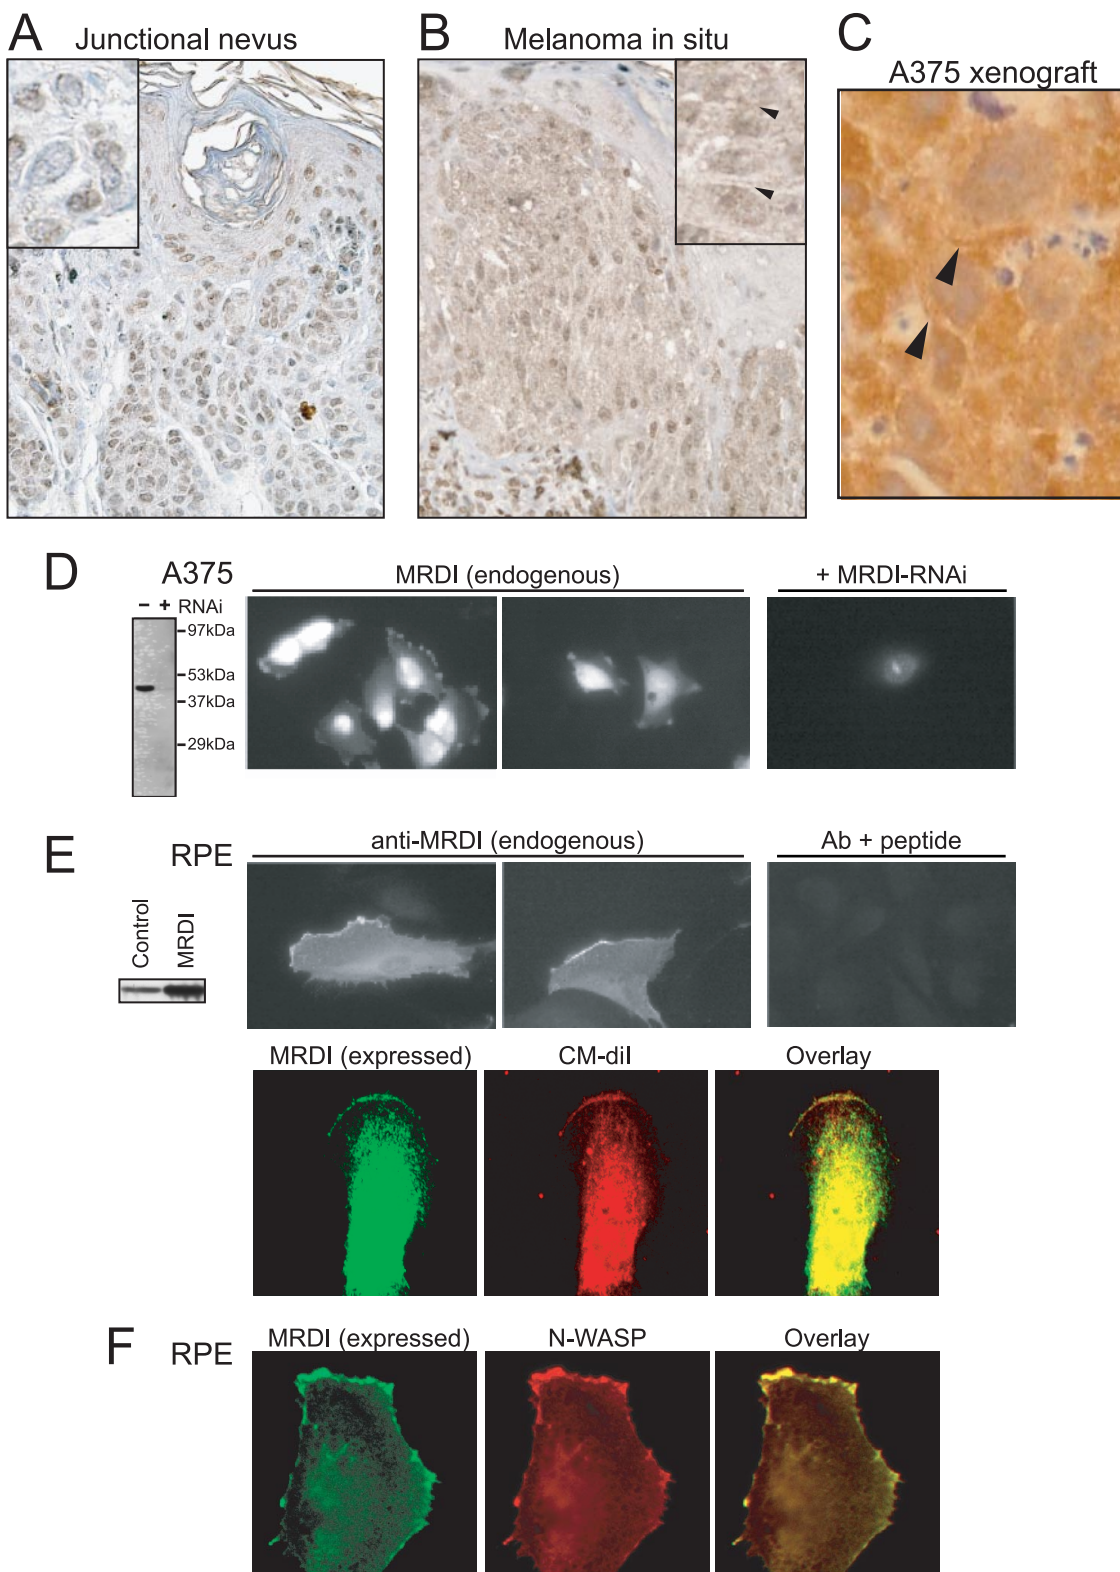 A Junctional nevus
B Melanoma in situ
C
A375 xenograft
D A375
− + RNAi
97kDa
53kDa
37kDa
29kDa
MRDI (endogenous)
+ MRDI-RNAi
E RPE
Control
MRDI
anti-MRDI (endogenous)
Ab + peptide
MRDI (expressed)
CM-diI
Overlay
F RPE
MRDI (expressed)
N-WASP
Overlay